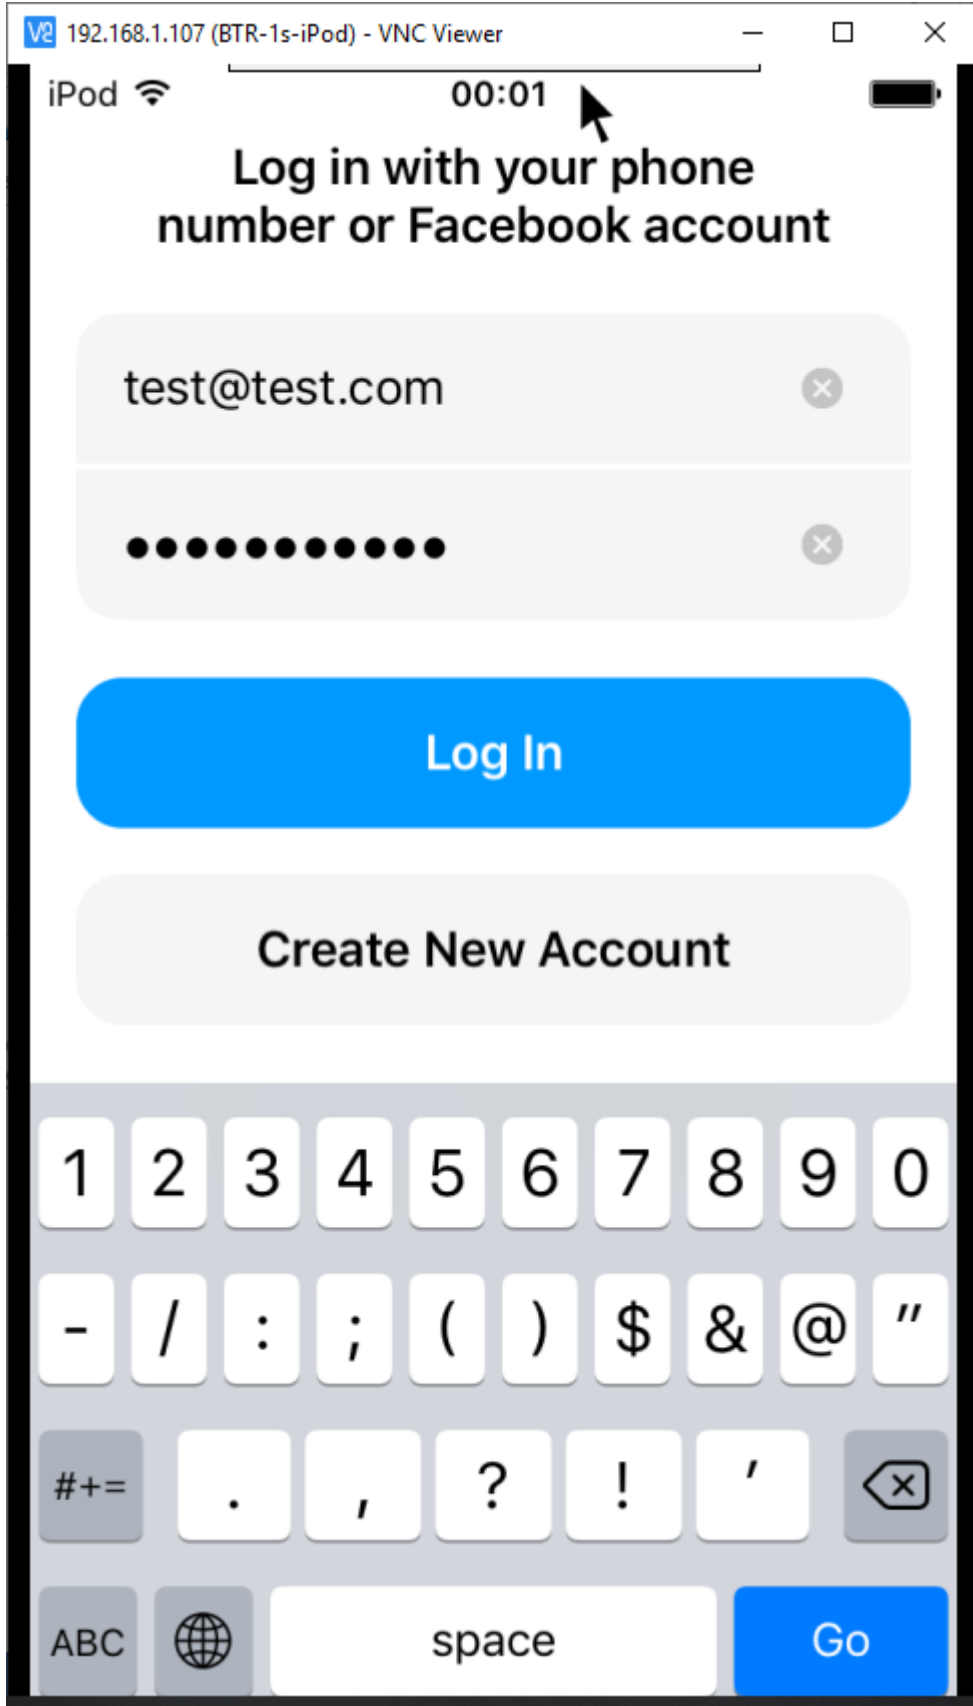 192.168.1.107 (BTR-1s-iPod) - VNC Viewer
iPod 00:01
Log in with your phone
number or Facebook account
test@test.com
●●●●●●●●●●●
Log In
Create New Account
1 2 3 4 5 6 7 8 9 0
- / : ; ( ) $ & @ "
#+= . , ? ! '
ABC space Go